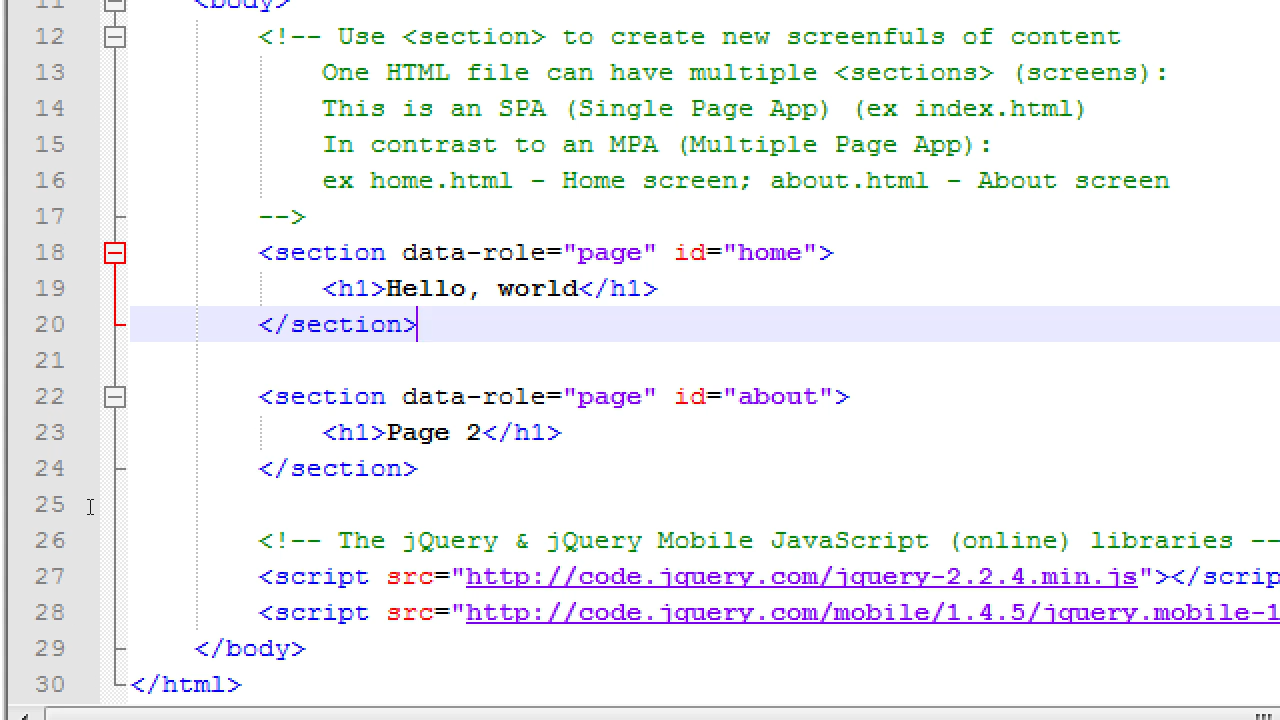 11 <body>
12 <!-- Use <section> to create new screenfuls of content
13 One HTML file can have multiple <sections> (screens):
14 This is an SPA (Single Page App) (ex index.html)
15 In contrast to an MPA (Multiple Page App):
16 ex home.html - Home screen; about.html - About screen
17 -->
18 <section data-role="page" id="home">
19 <h1>Hello, world</h1>
20 </section>
21
22 <section data-role="page" id="about">
23 <h1>Page 2</h1>
24 </section>
25
26 <!-- The jQuery & jQuery Mobile JavaScript (online) libraries --
27 <script src="http://code.jquery.com/jquery-2.2.4.min.js"></scrip
28 <script src="http://code.jquery.com/mobile/1.4.5/jquery.mobile-1
29 </body>
30 </html>